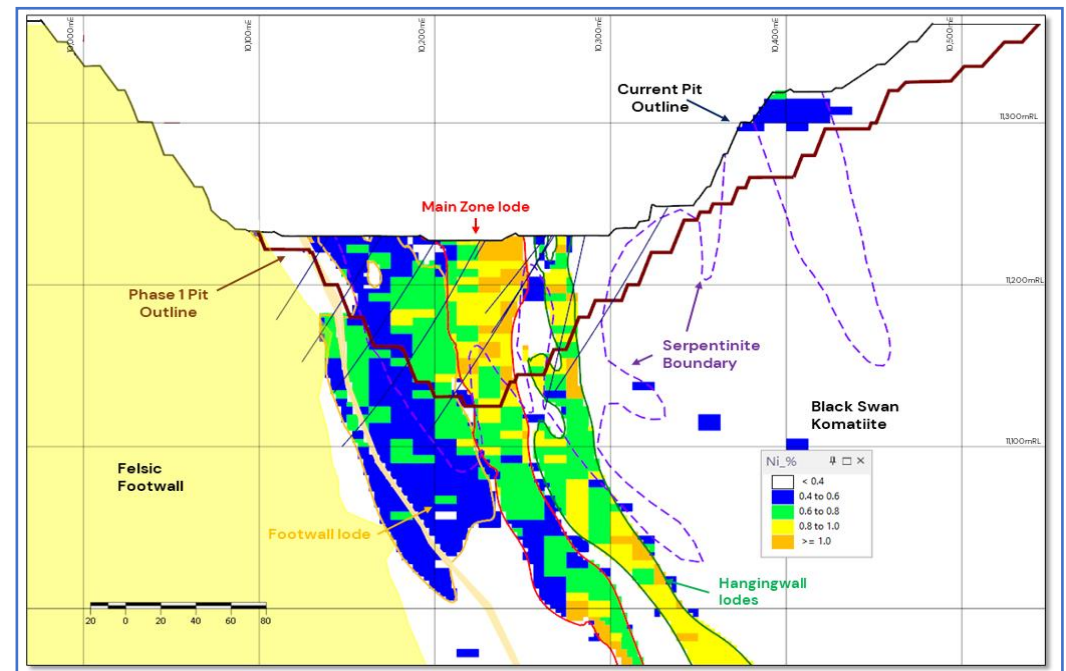 10,000mE
10,100mE
10,200mE
10,300mE
10,400mE
10,500mE
Current Pit
Outline
11,300mRL
Main Zone lode
11,200mRL
Phase 1 Pit
Outline
Serpentinite
Boundary
Black Swan
Komatiite
11,100mRL
Felsic
Footwall
Ni_%
< 0.4
0.4 to 0.6
0.6 to 0.8
0.8 to 1.0
>= 1.0
Footwall lode
Hangingwall
lodes
20 0 20 40 60 80